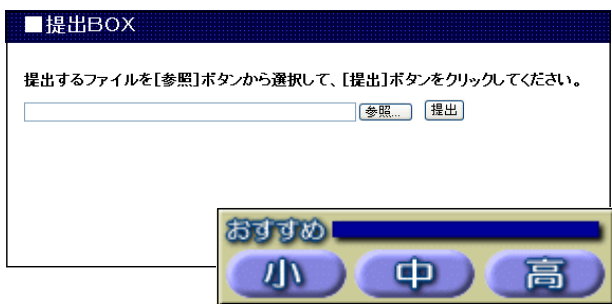 ■提出BOX
提出するファイルを[参照]ボタンから選択して、[提出]ボタンをクリックしてください。
参照... 提出
おすすめ
小 中 高